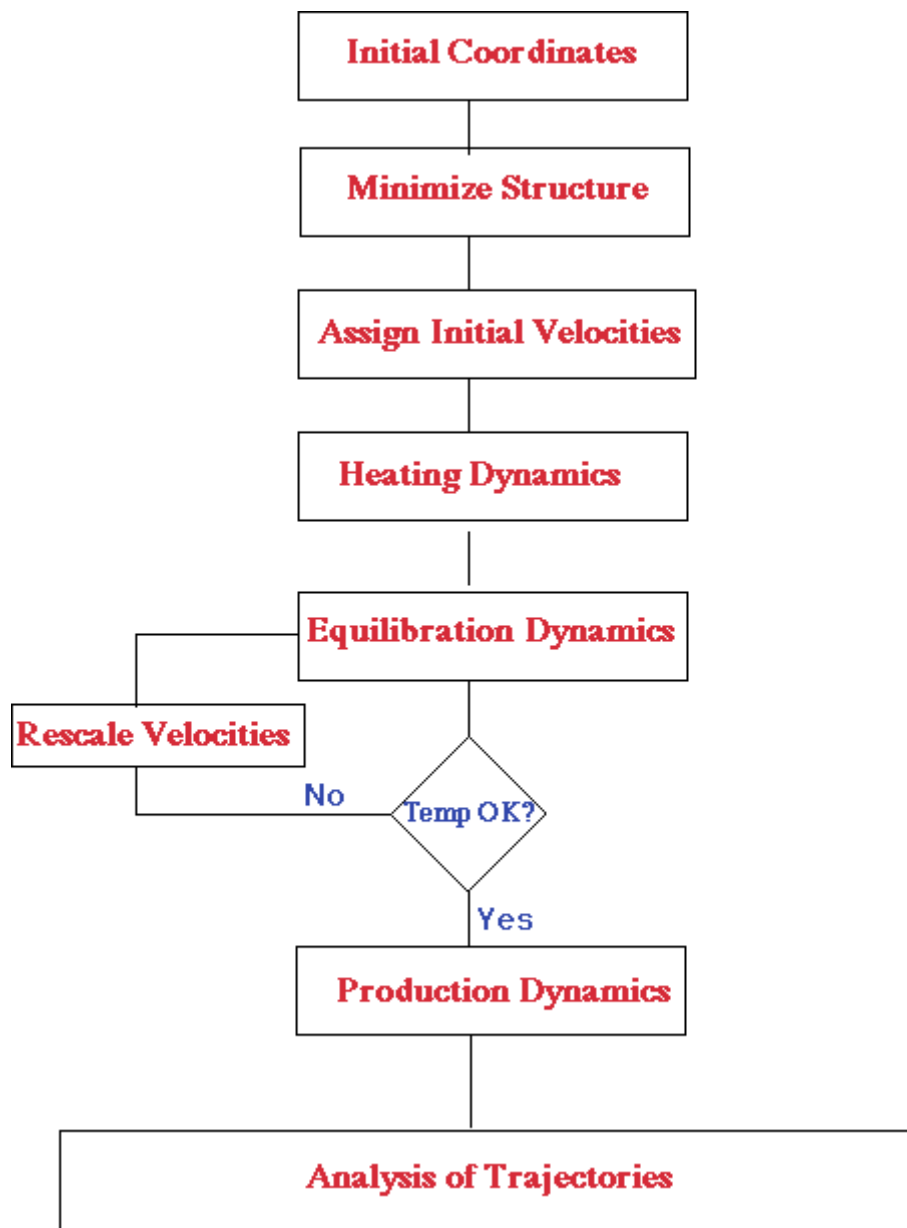 Initial Coordinates
Minimize Structure
Assign Initial Velocities
Heating Dynamics
Equilibration Dynamics
Rescale Velocities
No
Temp OK?
Yes
Production Dynamics
Analysis of Trajectories